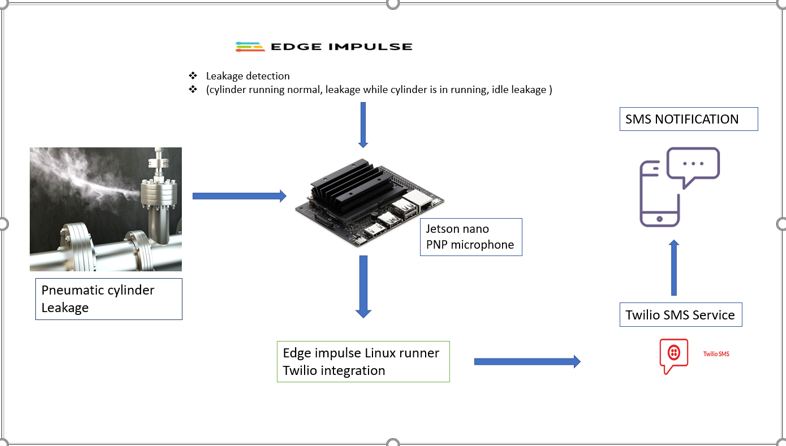 EDGE IMPULSE
❖ Leakage detection
❖ (cylinder running normal, leakage while cylinder is in running, idle leakage )
SMS NOTIFICATION
Jetson nano
PNP microphone
Pneumatic cylinder
Leakage
Twilio SMS Service
Edge impulse Linux runner
Twilio integration
Twilio SMS